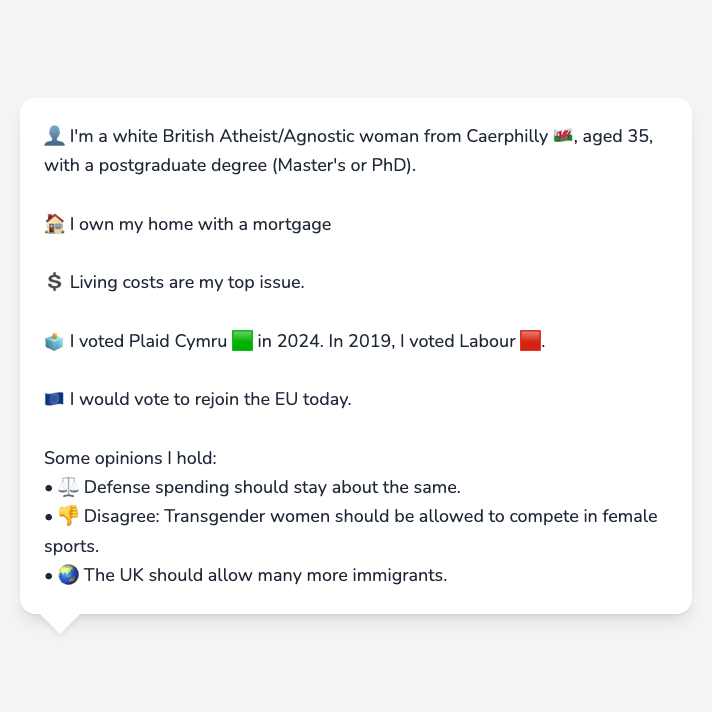 👤 I'm a white British Atheist/Agnostic woman from Caerphilly 🏴󠁧󠁢󠁷󠁬󠁳󠁿, aged 35,
with a postgraduate degree (Master's or PhD).
🏠 I own my home with a mortgage
💲 Living costs are my top issue.
🗳️ I voted Plaid Cymru 🟩 in 2024. In 2019, I voted Labour 🟥.
🇪🇺 I would vote to rejoin the EU today.
Some opinions I hold:
• ⚖️ Defense spending should stay about the same.
• 👎 Disagree: Transgender women should be allowed to compete in female
sports.
• 🌏 The UK should allow many more immigrants.